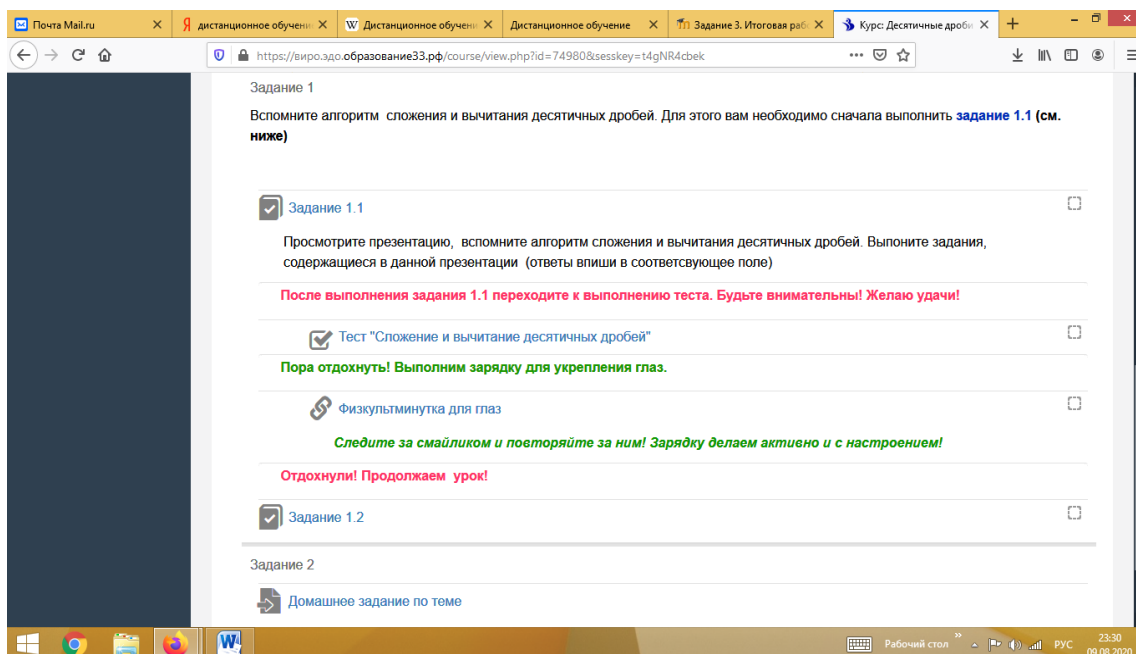 Почта Mail.ru
дистанционное обучени
Дистанционное обучени
Дистанционное обучение
Задание 3. Итоговая рабо
Курс: Десятичные дроби
https://виро.эдо.образование33.рф/course/view.php?id=74980&sesskey=t4gNR4cbek
Задание 1
Вспомните алгоритм сложения и вычитания десятичных дробей. Для этого вам необходимо сначала выполнить задание 1.1 (см.
ниже)
Задание 1.1
Просмотрите презентацию, вспомните алгоритм сложения и вычитания десятичных дробей. Выпоните задания,
содержащиеся в данной презентации (ответы впиши в соответсвующее поле)
После выполнения задания 1.1 переходите к выполнению теста. Будьте внимательны! Желаю удачи!
Тест "Сложение и вычитание десятичных дробей"
Пора отдохнуть! Выполним зарядку для укрепления глаз.
Физкультминутка для глаз
Следите за смайликом и повторяйте за ним! Зарядку делаем активно и с настроением!
Отдохнули! Продолжаем урок!
Задание 1.2
Задание 2
Домашнее задание по теме
Рабочий стол
РУС
23:30
09.08.2020